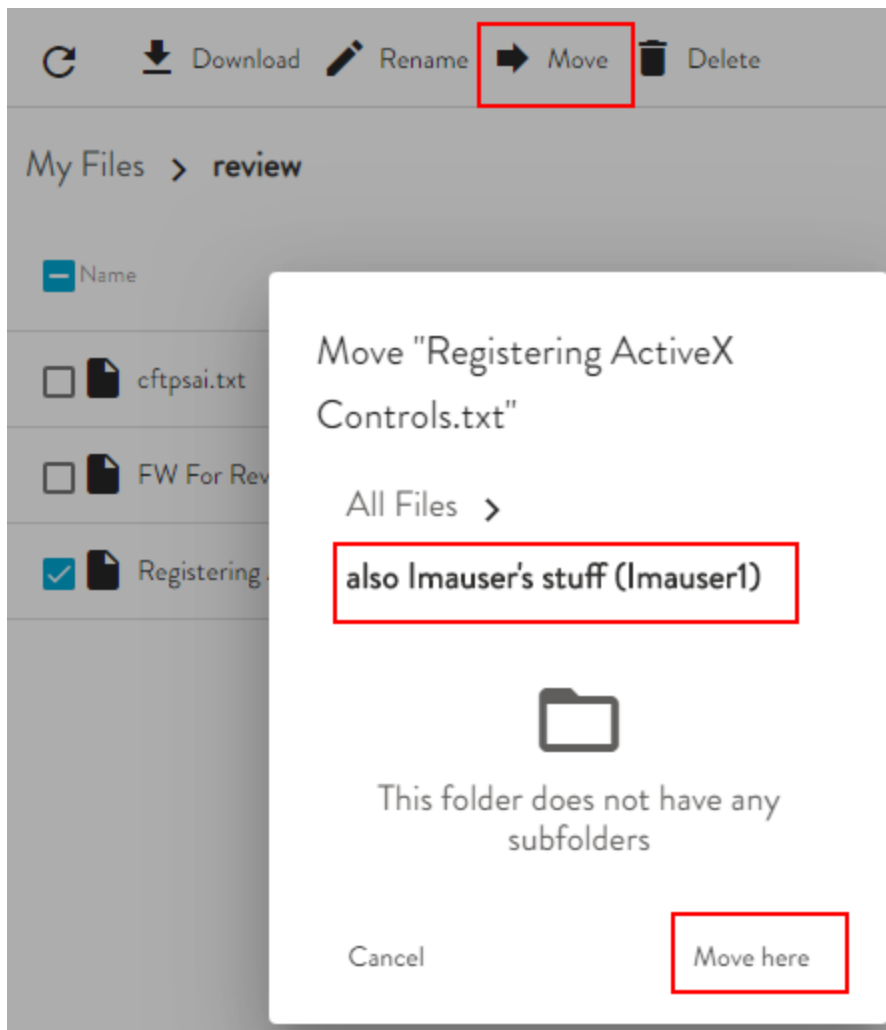 Download Rename Move Delete
My Files > review
Name
cftpsai.txt
FW For Rev
Registering
Move "Registering ActiveX
Controls.txt"
All Files >
also Imauser's stuff (Imauser1)
This folder does not have any
subfolders
Cancel Move here